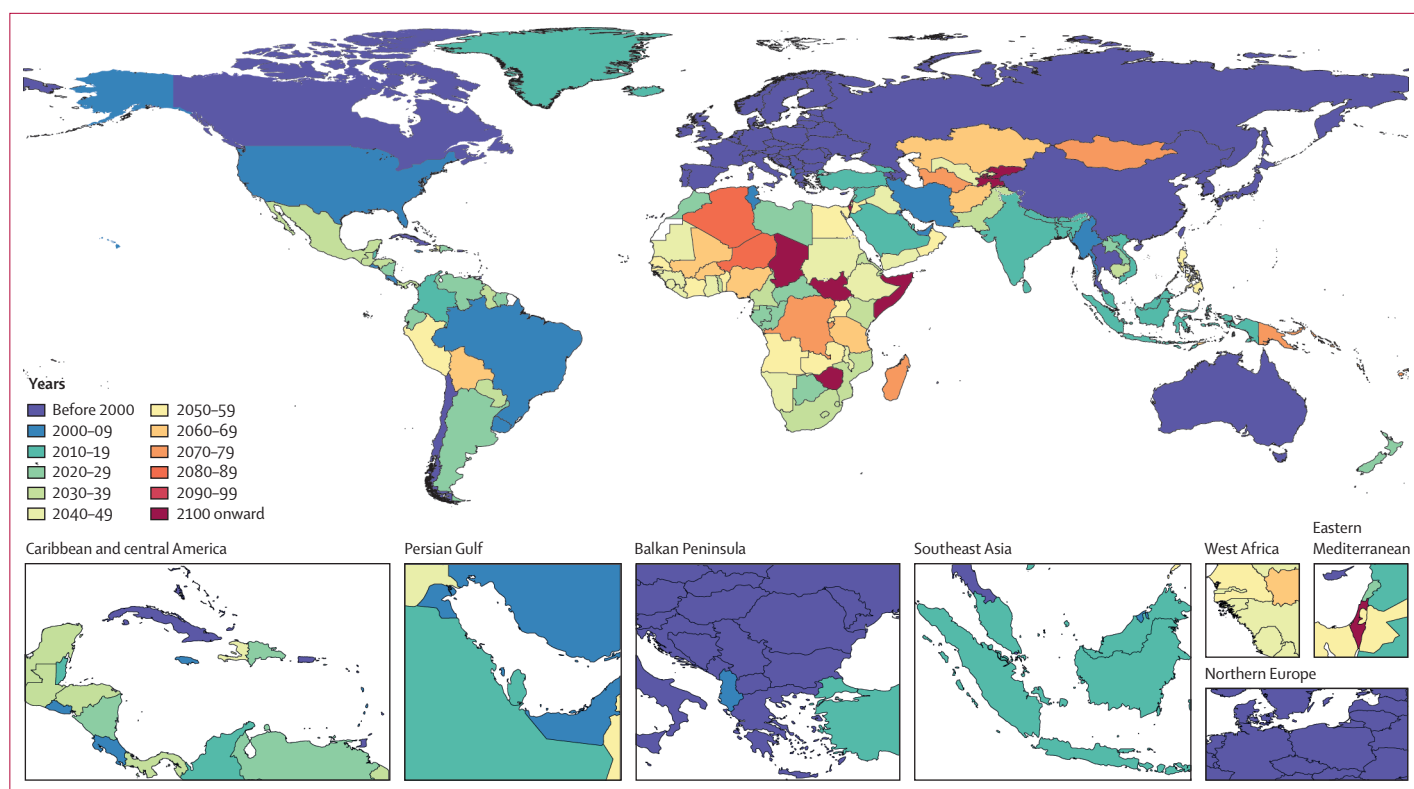 Years
Before 2000
2000–09
2010–19
2020–29
2030–39
2040–49
2050–59
2060–69
2070–79
2080–89
2090–99
2100 onward
Caribbean and central America
Persian Gulf
Balkan Peninsula
Southeast Asia
West Africa
Eastern
Mediterranean
Northern Europe